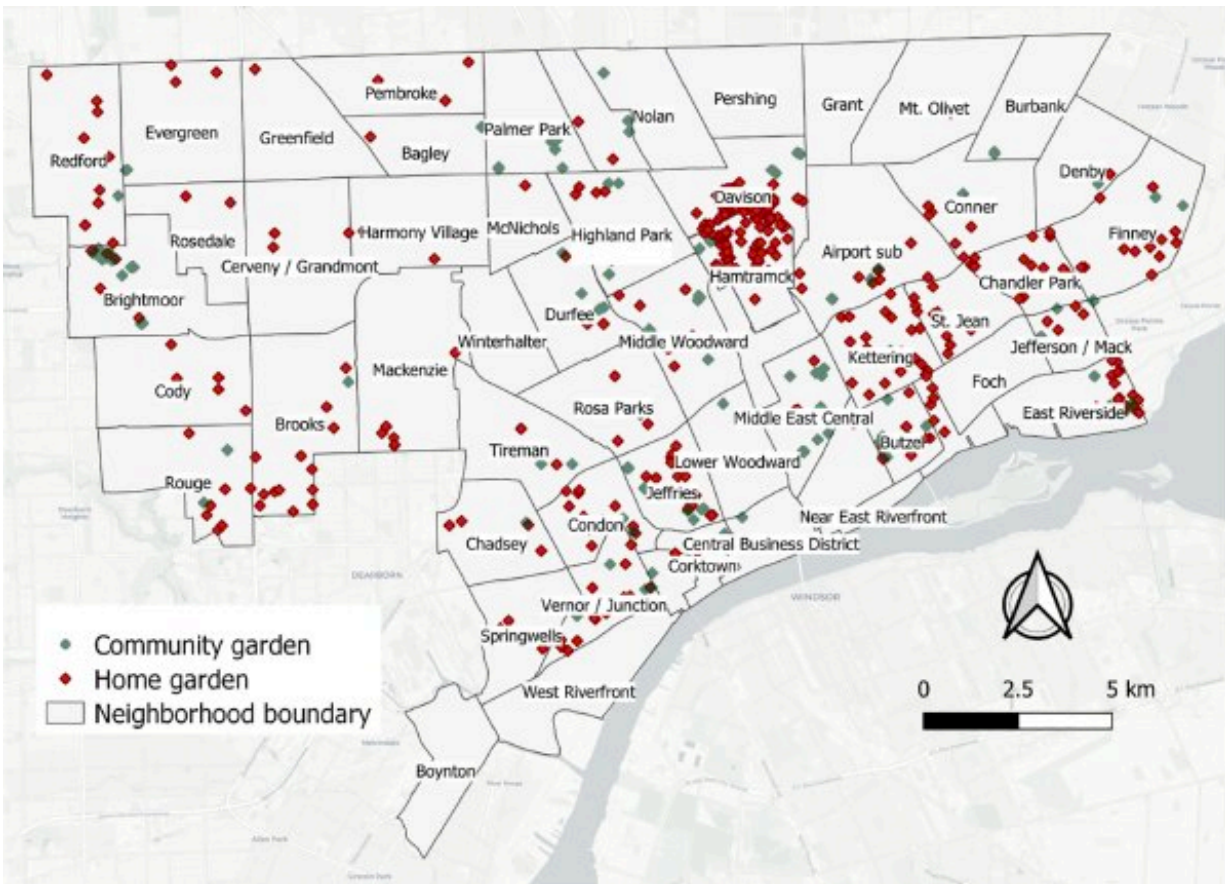 Pershing
Grant
Mt. Olivet
Burbank
Pembroke
Nolan
Palmer Park
Evergreen
Greenfield
Bagley
Redford
Denby
Davison
Conner
Rosedale
Harmony Village
McNichols
Highland Park
Finney
Airport sub
Cerveny / Grandmont
Hamtramck
Chandler Park
Brightmoor
Durfee
St. Jean
Winterhalter
Middle Woodward
Jefferson / Mack
Kettering
Mackenzie
Foch
Cody
Rosa Parks
Middle East Central
East Riverside
Brooks
Tireman
Butzel
Lower Woodward
Rouge
Jeffries
Near East Riverfront
Condon
Chadsey
Central Business District
Corktown
DEARBORN
WINDSOR
Vernor / Junction
Springwells
Community garden
Home garden
Neighborhood boundary
West Riverfront
0 2.5 5 km
Boynton
Allen Park